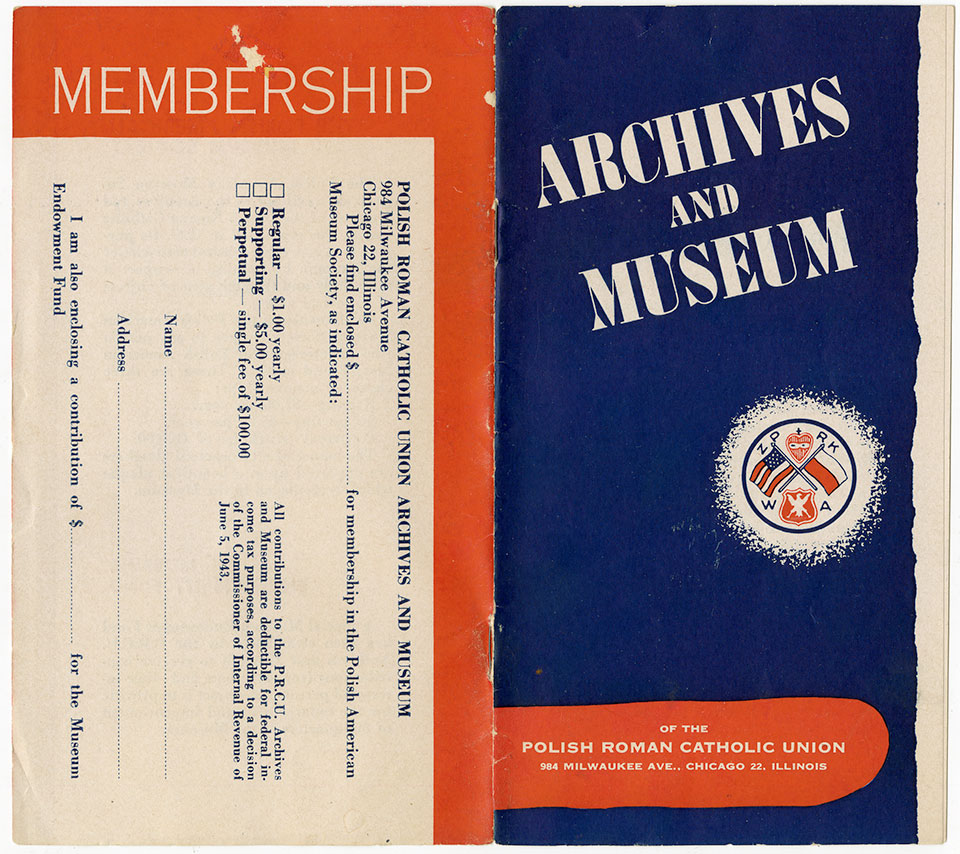 MEMBERSHIP
POLISH ROMAN CATHOLIC UNION ARCHIVES AND MUSEUM
984 Milwaukee Avenue
Chicago 22, Illinois
Please find enclosed $ for membership in the Polish American
Museum Society, as indicated:
Regular — $1.00 yearly
Supporting — $5.00 yearly
Perpetual — single fee of $100.00
All contributions to the P.R.C.U. Archives
and Museum are deductible for federal in-
come tax purposes, according to a decision
of the Commissioner of Internal Revenue of
June 5, 1943.
Name
Address
I am also enclosing a contribution of $ for the Museum
Endowment Fund
ARCHIVES
AND
MUSEUM
Z P R K
W A
OF THE
POLISH ROMAN CATHOLIC UNION
984 MILWAUKEE AVE., CHICAGO 22, ILLINOIS